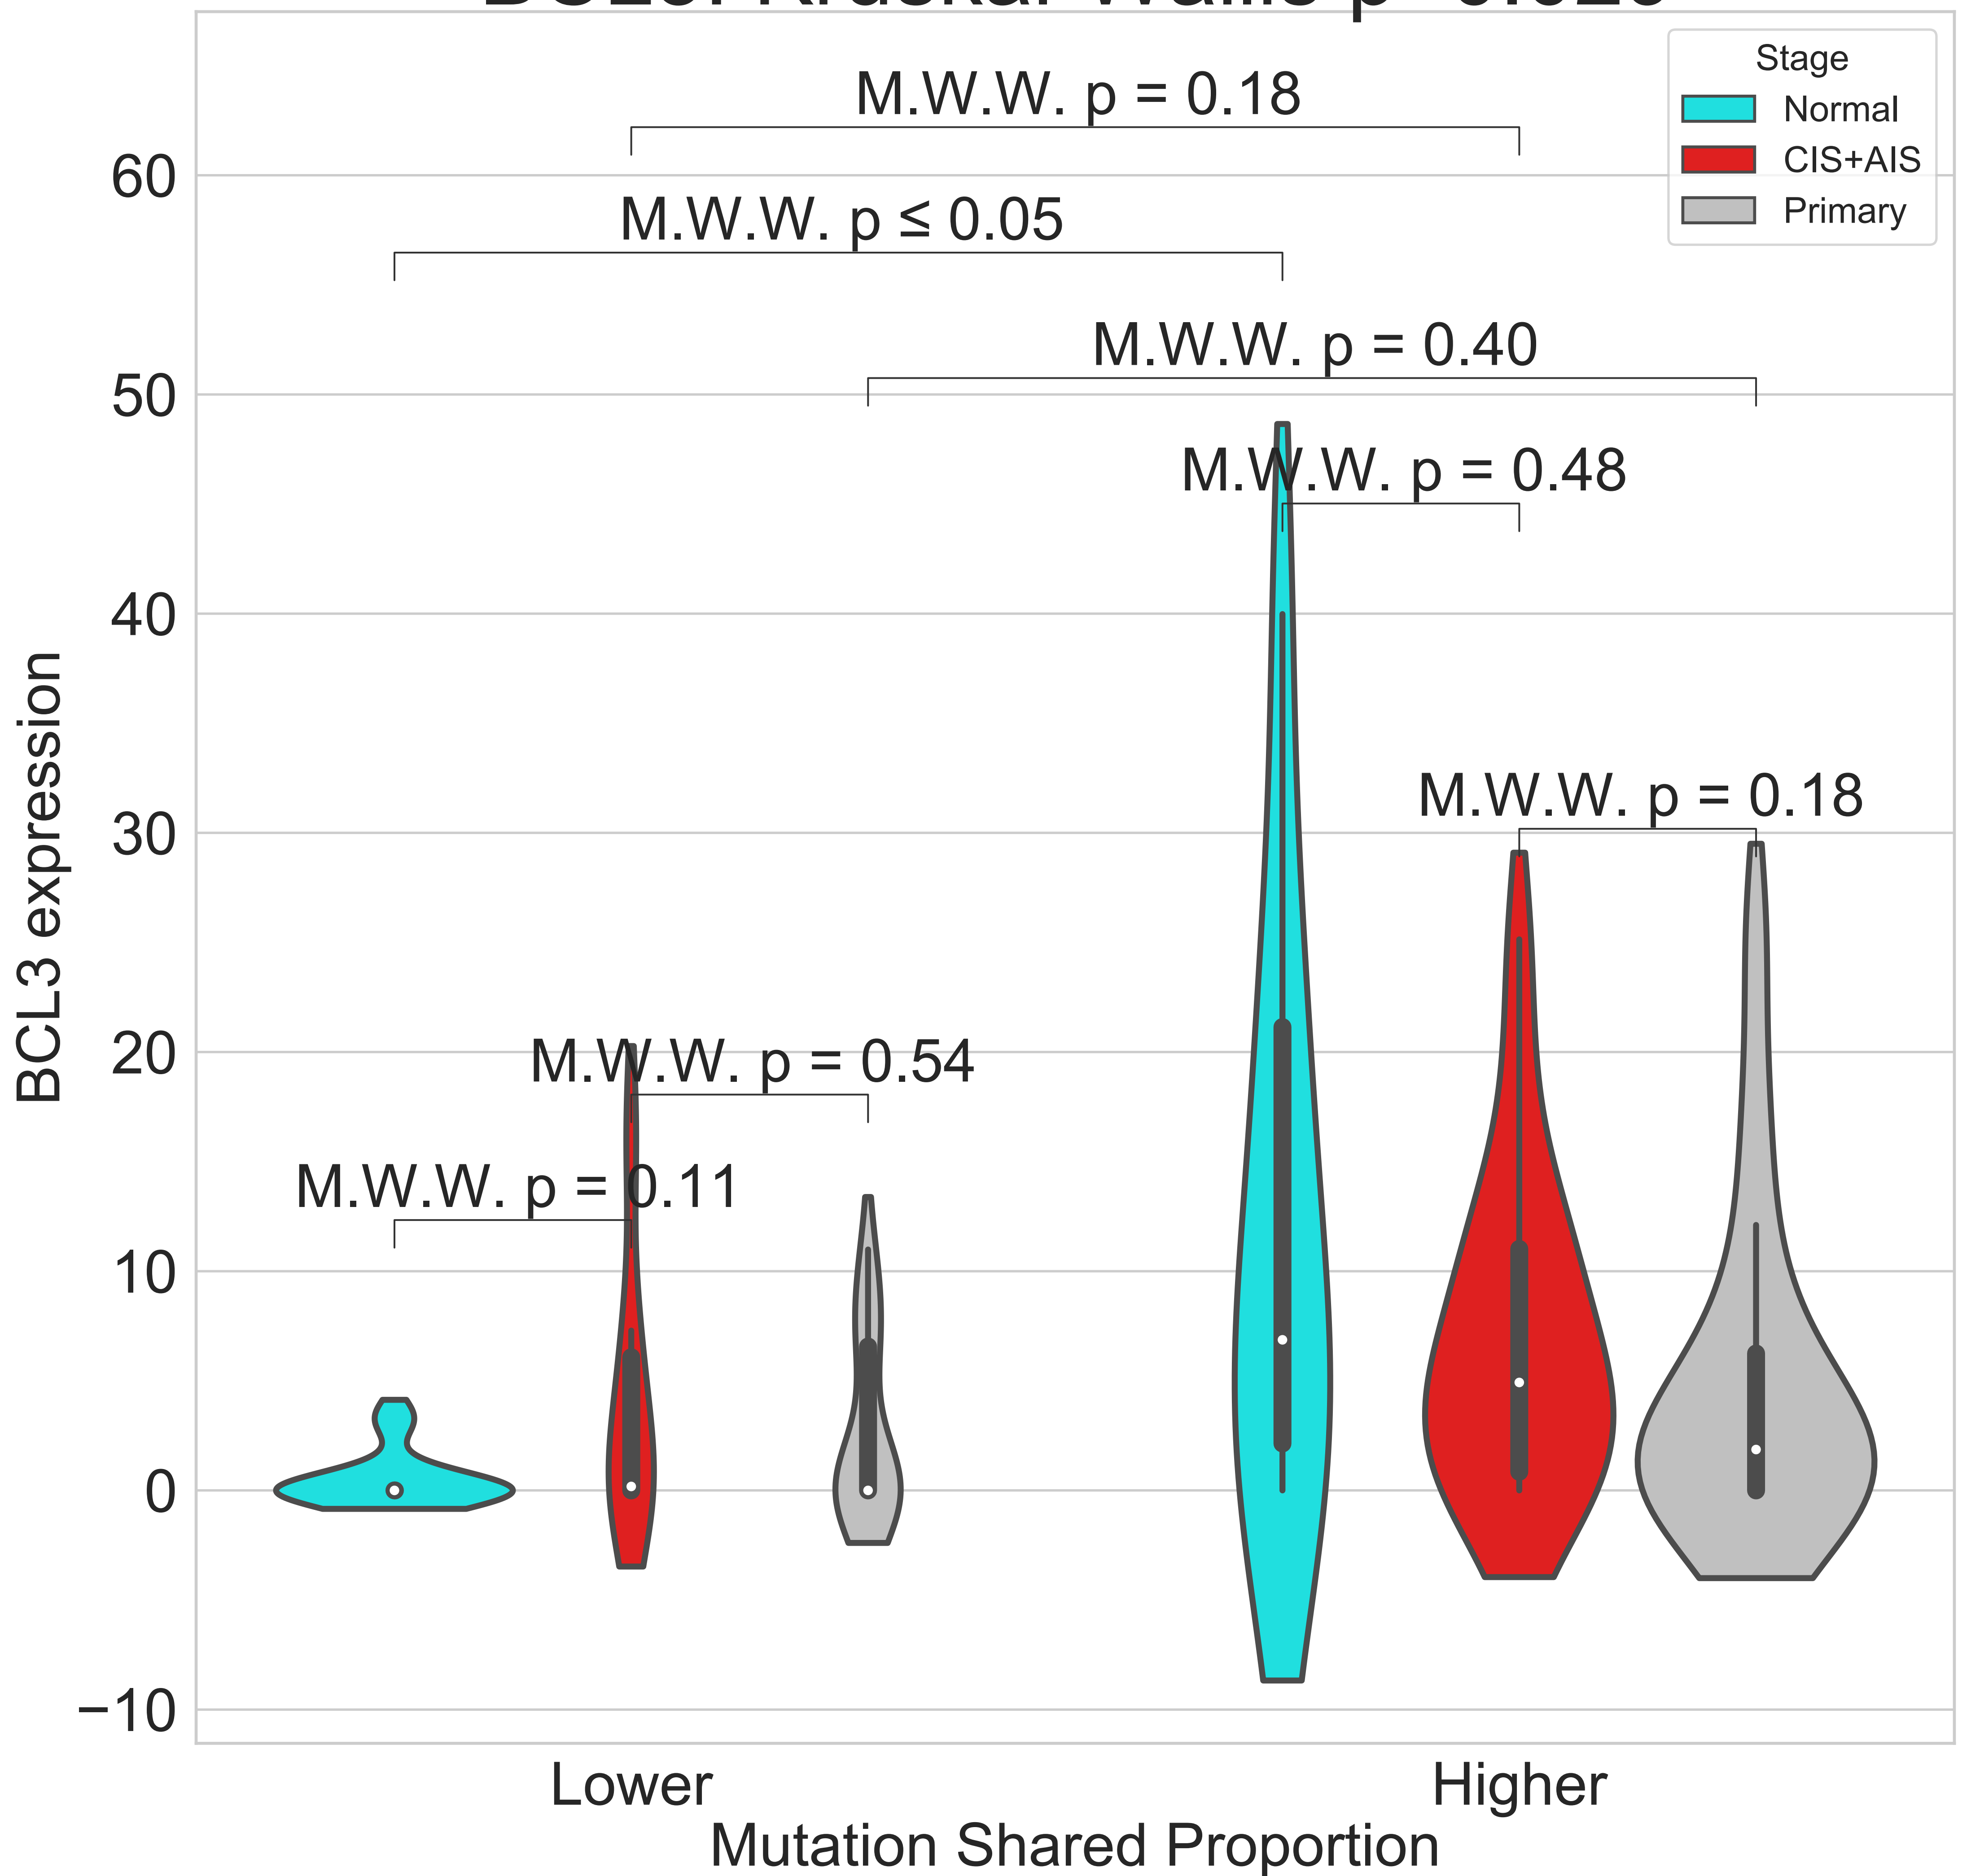 Stage
Normal
CIS+AIS
Primary
M.W.W. p = 0.18
M.W.W. p ≤ 0.05
M.W.W. p = 0.40
M.W.W. p = 0.48
M.W.W. p = 0.18
M.W.W. p = 0.54
M.W.W. p = 0.11
BCL3 expression
60
50
40
30
20
10
0
−10
Lower
Higher
Mutation Shared Proportion